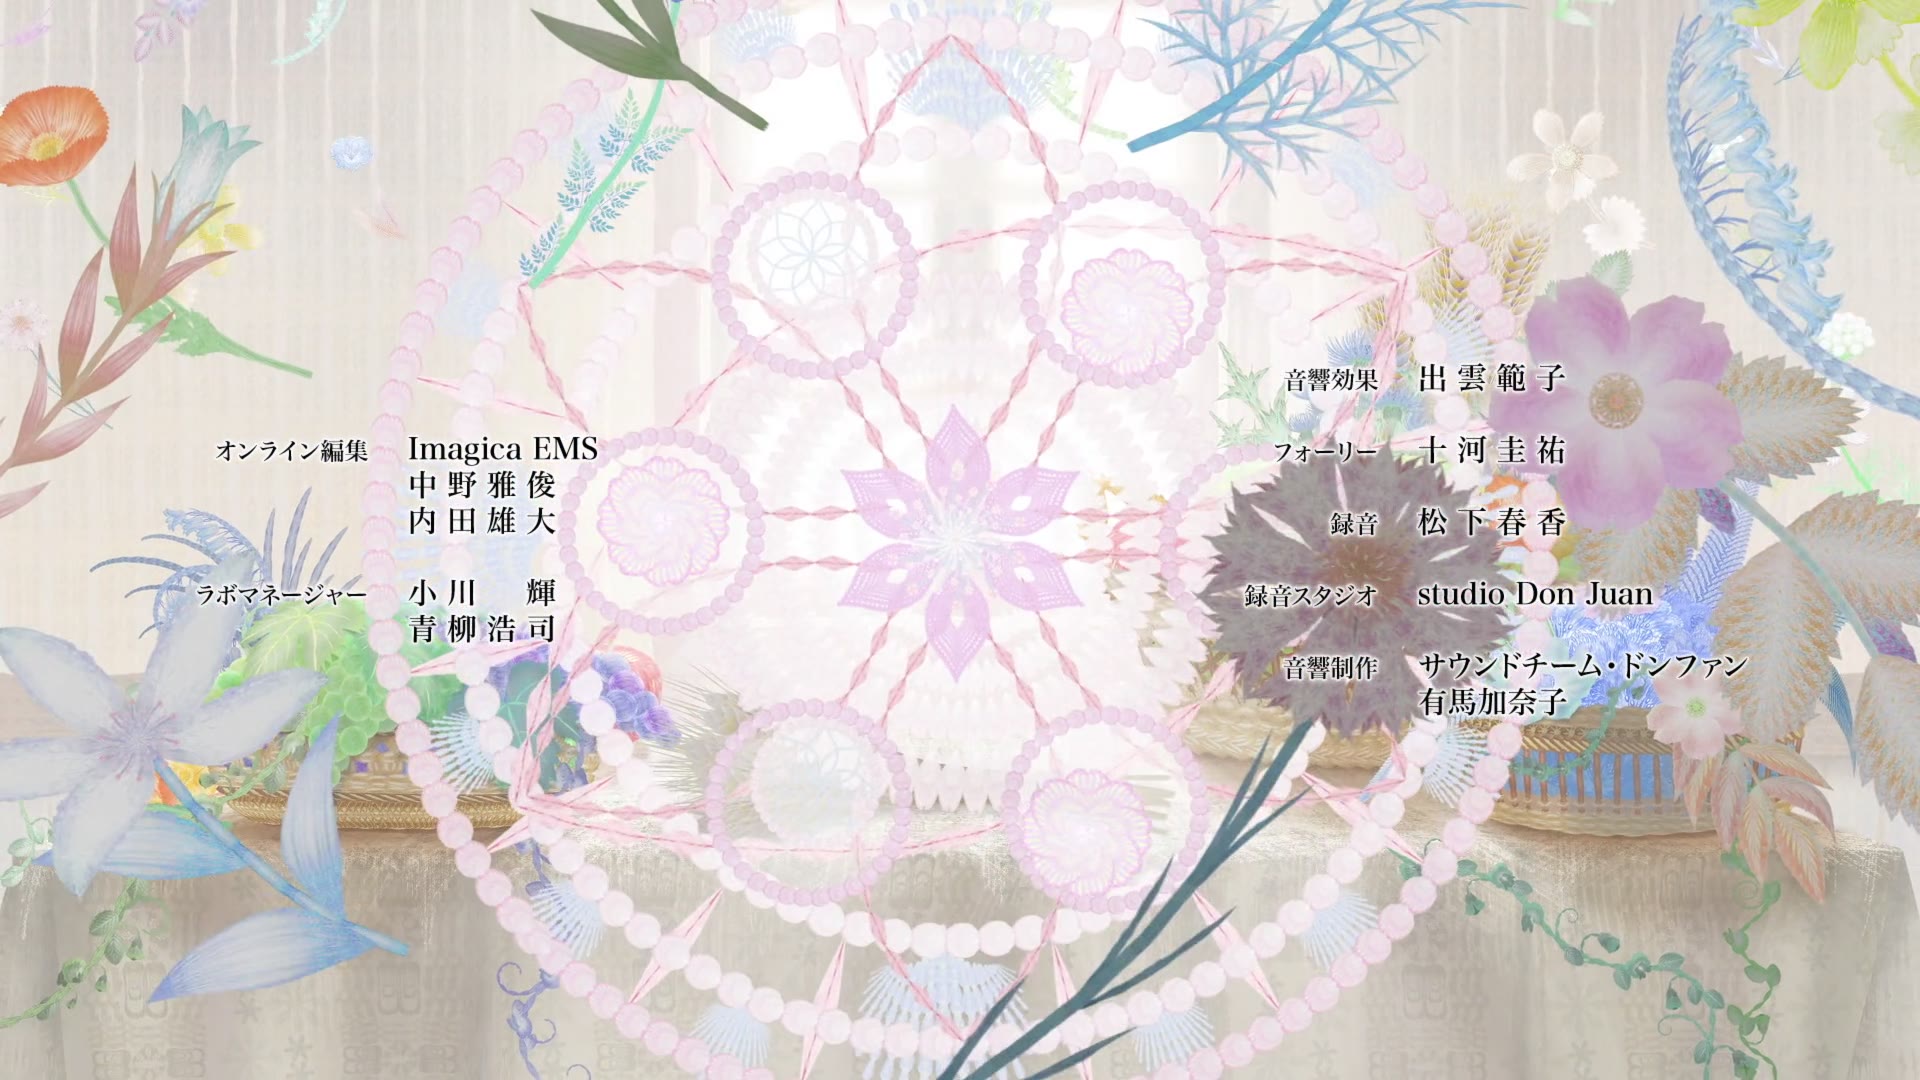 オンライン編集 Imagica EMS
中野雅俊
内田雄大
ラボマネージャー 小川 輝
青柳浩司
音響効果 出雲範子
フォーリー 十河圭祐
録音 松下春香
録音スタジオ studio Don Juan
音響制作 サウンドチーム・ドンファン
有馬加奈子